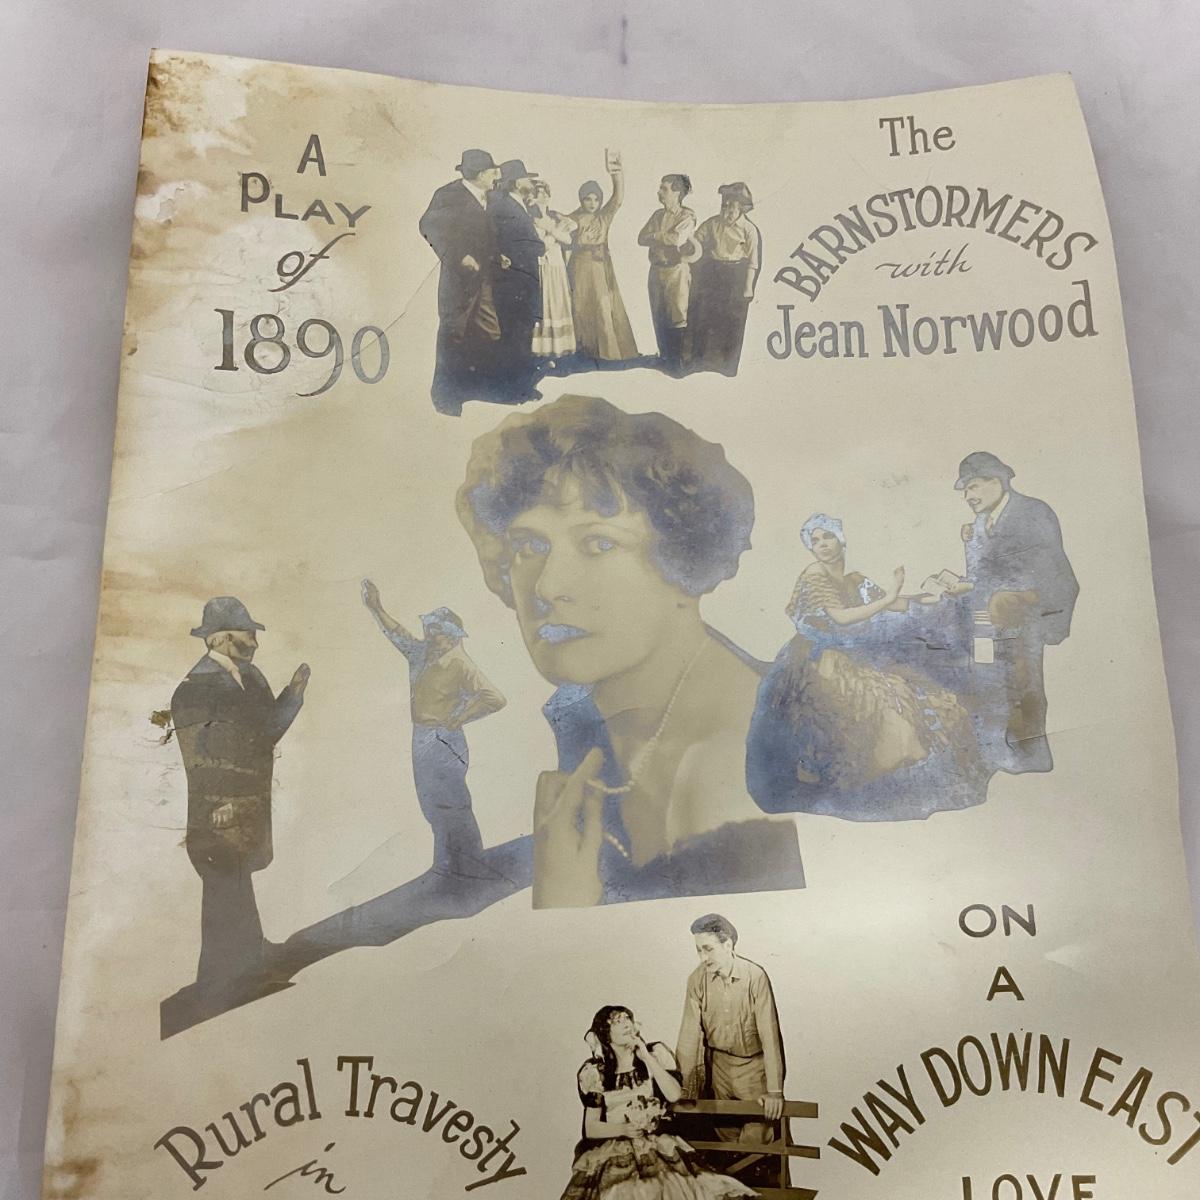 A
PLAY
of
1890
The
BARNSTORMERS
with
Jean Norwood
Rural Travesty
in
ON
A
WAY DOWN EAST
LOVE